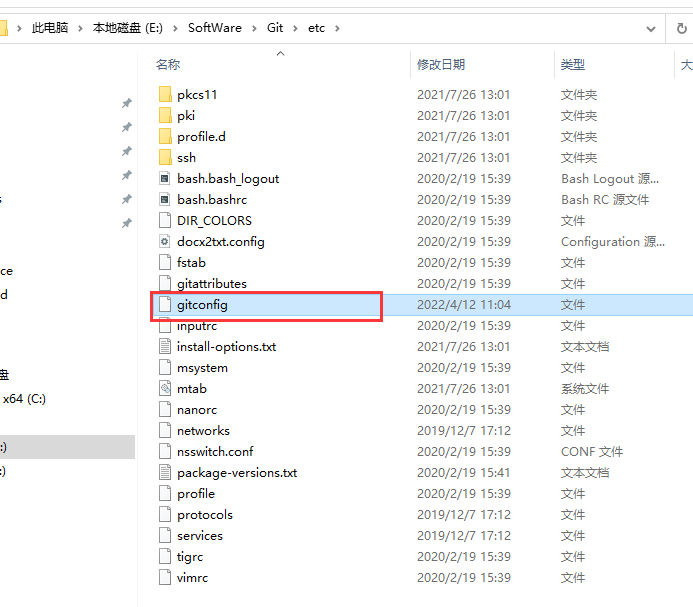 此电脑 > 本地磁盘 (E:) > SoftWare > Git > etc >
名称 修改日期 类型 大
pkcs11 2021/7/26 13:01 文件夹
pki 2021/7/26 13:01 文件夹
profile.d 2021/7/26 13:01 文件夹
ssh 2021/7/26 13:01 文件夹
bash.bash_logout 2020/2/19 15:39 Bash Logout 源...
bash.bashrc 2020/2/19 15:39 Bash RC 源文件
DIR_COLORS 2020/2/19 15:39 文件
docx2txt.config 2020/2/19 15:39 Configuration 源...
fstab 2020/2/19 15:39 文件
gitattributes 2020/2/19 15:39 文件
gitconfig 2022/4/12 11:04 文件
inputrc 2020/2/19 15:39 文件
install-options.txt 2021/7/26 13:01 文本文档
msystem 2020/2/19 15:39 文件
mtab 2021/7/26 13:01 系统文件
nanorc 2020/2/19 15:39 文件
networks 2019/12/7 17:12 文件
nsswitch.conf 2020/2/19 15:39 CONF 文件
package-versions.txt 2020/2/19 15:41 文本文档
profile 2020/2/19 15:39 文件
protocols 2019/12/7 17:12 文件
services 2019/12/7 17:12 文件
tigrc 2020/2/19 15:39 文件
vimrc 2020/2/19 15:39 文件
s
ce
d
盘
x64 (C:)
:)
:)